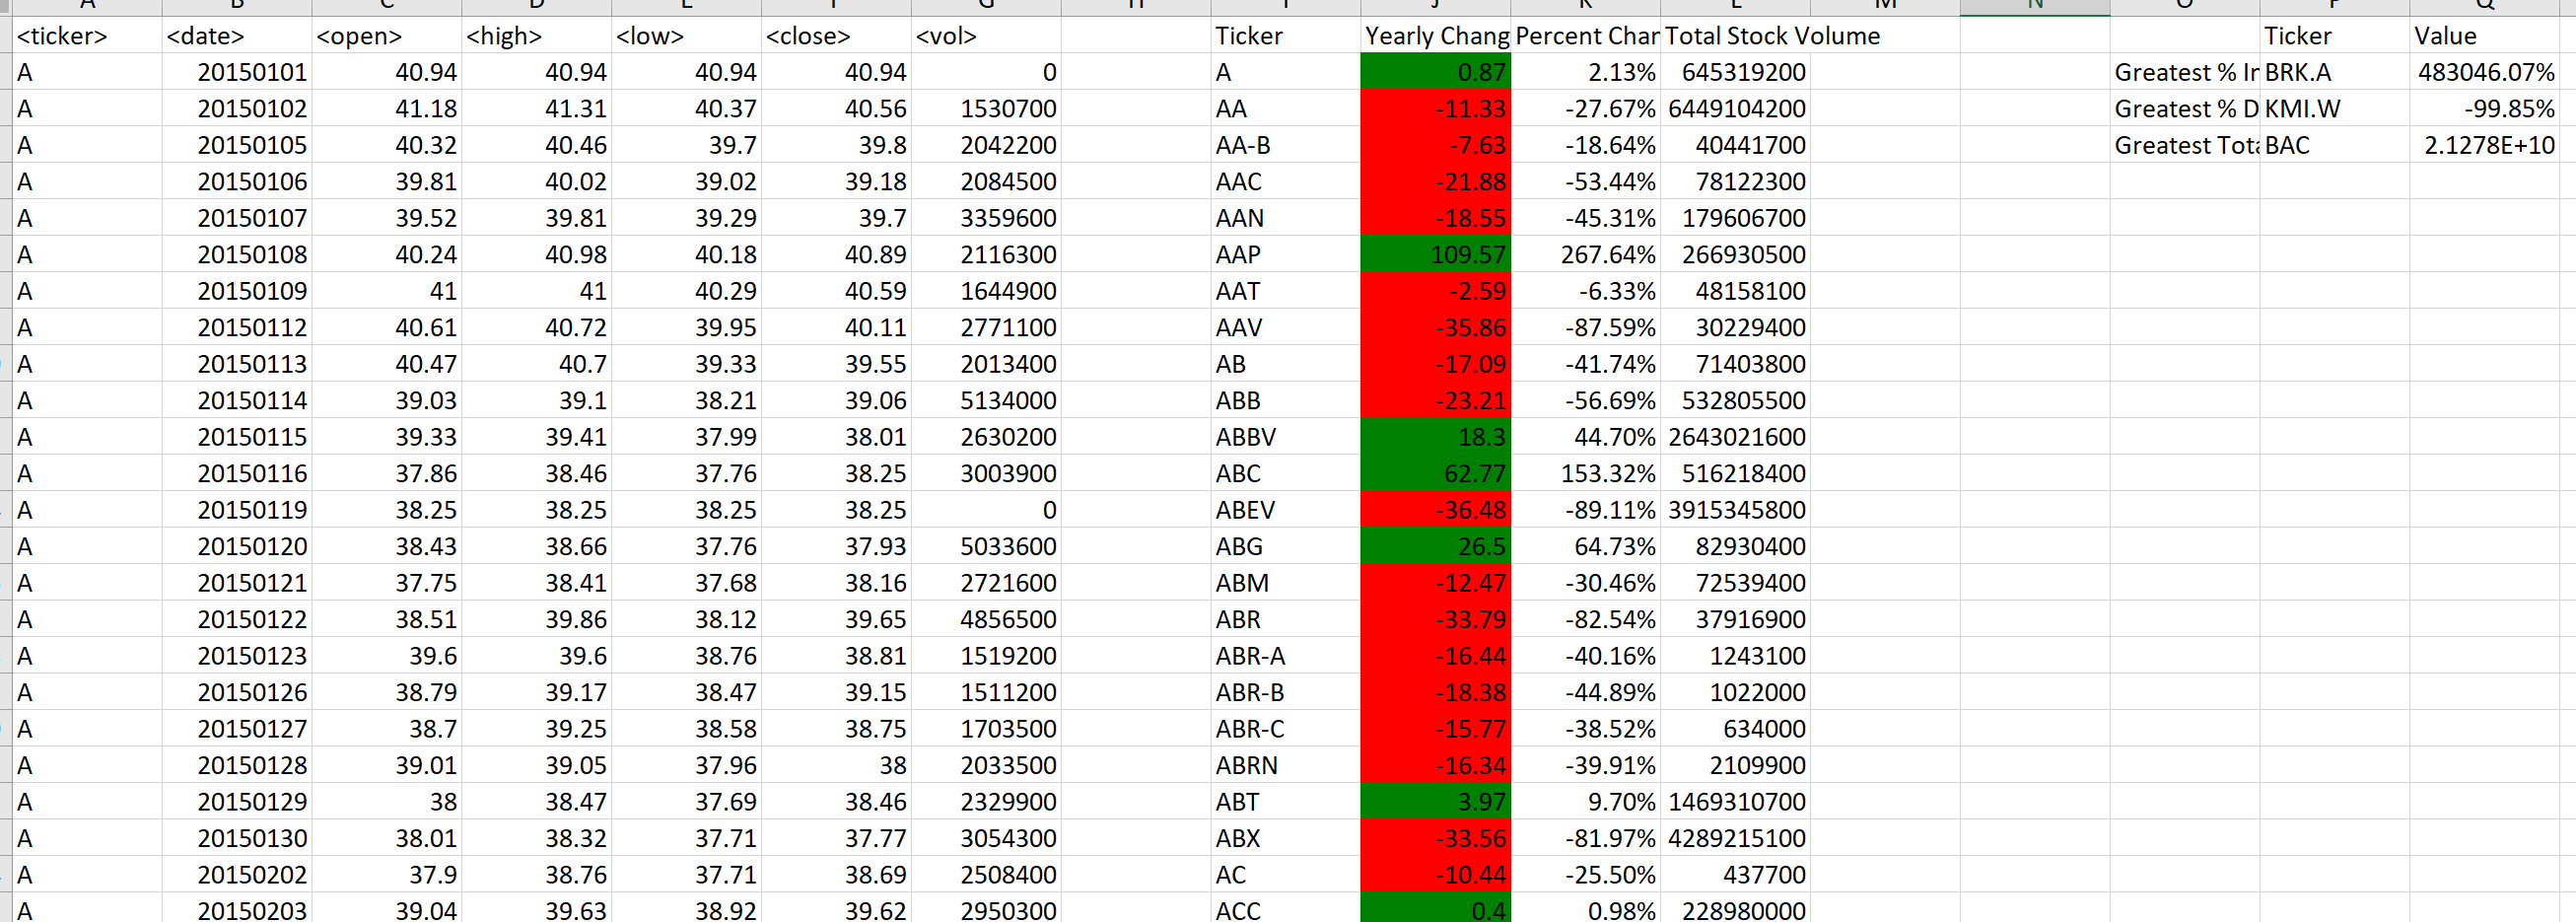 A B C D E F G H I J K L M N O P Q
<ticker> <date> <open> <high> <low> <close> <vol> Ticker Yearly Chang Percent Char Total Stock Volume Ticker Value
A 20150101 40.94 40.94 40.94 40.94 0 A 0.87 2.13% 645319200 Greatest % In BRK.A 483046.07%
A 20150102 41.18 41.31 40.37 40.56 1530700 AA -11.33 -27.67% 6449104200 Greatest % D KMI.W -99.85%
A 20150105 40.32 40.46 39.7 39.8 2042200 AA-B -7.63 -18.64% 40441700 Greatest Tota BAC 2.1278E+10
A 20150106 39.81 40.02 39.02 39.18 2084500 AAC -21.88 -53.44% 78122300
A 20150107 39.52 39.81 39.29 39.7 3359600 AAN -18.55 -45.31% 179606700
A 20150108 40.24 40.98 40.18 40.89 2116300 AAP 109.57 267.64% 266930500
A 20150109 41 41 40.29 40.59 1644900 AAT -2.59 -6.33% 48158100
A 20150112 40.61 40.72 39.95 40.11 2771100 AAV -35.86 -87.59% 30229400
A 20150113 40.47 40.7 39.33 39.55 2013400 AB -17.09 -41.74% 71403800
A 20150114 39.03 39.1 38.21 39.06 5134000 ABB -23.21 -56.69% 532805500
A 20150115 39.33 39.41 37.99 38.01 2630200 ABBV 18.3 44.70% 2643021600
A 20150116 37.86 38.46 37.76 38.25 3003900 ABC 62.77 153.32% 516218400
A 20150119 38.25 38.25 38.25 38.25 0 ABEV -36.48 -89.11% 3915345800
A 20150120 38.43 38.66 37.76 37.93 5033600 ABG 26.5 64.73% 82930400
A 20150121 37.75 38.41 37.68 38.16 2721600 ABM -12.47 -30.46% 72539400
A 20150122 38.51 39.86 38.12 39.65 4856500 ABR -33.79 -82.54% 37916900
A 20150123 39.6 39.6 38.76 38.81 1519200 ABR-A -16.44 -40.16% 1243100
A 20150126 38.79 39.17 38.47 39.15 1511200 ABR-B -18.38 -44.89% 1022000
A 20150127 38.7 39.25 38.58 38.75 1703500 ABR-C -15.77 -38.52% 634000
A 20150128 39.01 39.05 37.96 38 2033500 ABRN -16.34 -39.91% 2109900
A 20150129 38 38.47 37.69 38.46 2329900 ABT 3.97 9.70% 1469310700
A 20150130 38.01 38.32 37.71 37.77 3054300 ABX -33.56 -81.97% 4289215100
A 20150202 37.9 38.76 37.71 38.69 2508400 AC -10.44 -25.50% 437700
A 20150203 39.04 39.63 38.92 39.62 2950300 ACC 0.4 0.98% 228980000